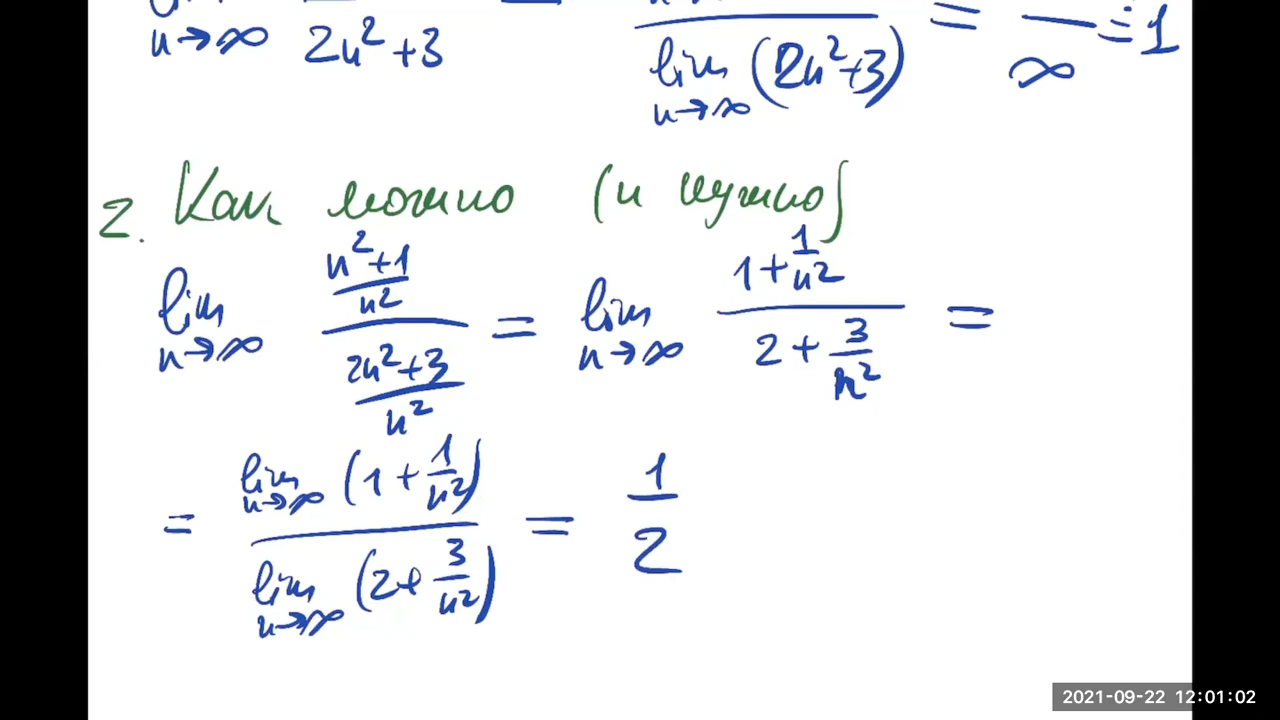 lim n→∞ 2n²+3 = lim n→∞ (2n²+3) = ∞ = 1
2. Как можно (и нужно)
lim n→∞ ((n²+1)/n²)/((2n²+3)/n²) = lim n→∞ (1+1/n²)/(2+3/n²) =
= lim n→∞ (1+1/n²) / lim n→∞ (2+3/n²) = 1/2
2021-09-22 12:01:02